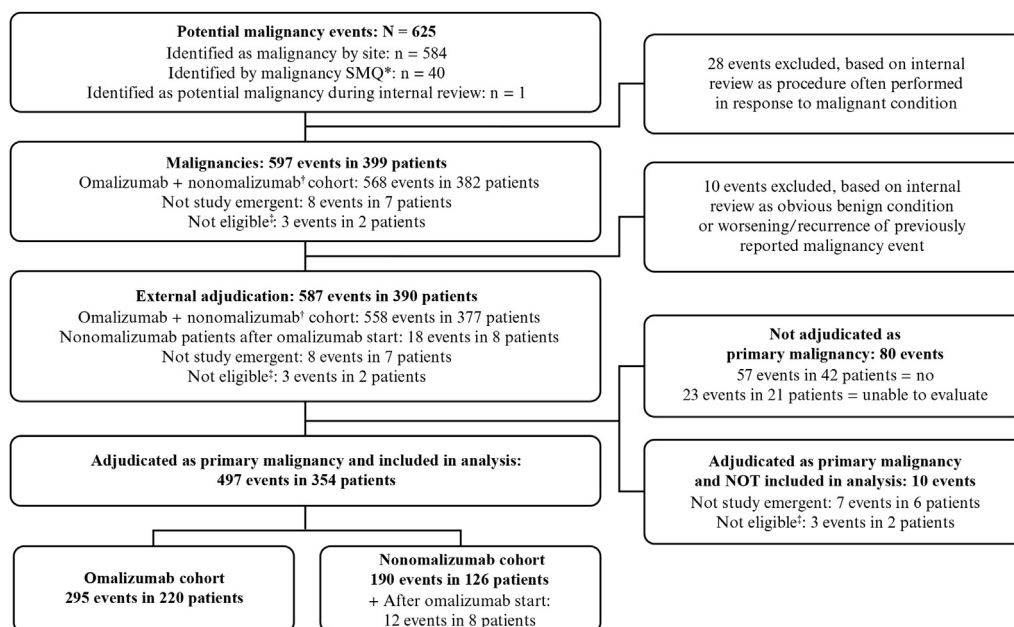 Potential malignancy events: N = 625
Identified as malignancy by site: n = 584
Identified by malignancy SMQ*: n = 40
Identified as potential malignancy during internal review: n = 1
28 events excluded, based on internal
review as procedure often performed
in response to malignant condition
Malignancies: 597 events in 399 patients
Omalizumab + nonomalizumab† cohort: 568 events in 382 patients
Not study emergent: 8 events in 7 patients
Not eligible‡: 3 events in 2 patients
10 events excluded, based on internal
review as obvious benign condition
or worsening/recurrence of previously
reported malignancy event
External adjudication: 587 events in 390 patients
Omalizumab + nonomalizumab† cohort: 558 events in 377 patients
Nonomalizumab patients after omalizumab start: 18 events in 8 patients
Not study emergent: 8 events in 7 patients
Not eligible‡: 3 events in 2 patients
Not adjudicated as
primary malignancy: 80 events
57 events in 42 patients = no
23 events in 21 patients = unable to evaluate
Adjudicated as primary malignancy and included in analysis:
497 events in 354 patients
Adjudicated as primary malignancy
and NOT included in analysis: 10 events
Not study emergent: 7 events in 6 patients
Not eligible‡: 3 events in 2 patients
Omalizumab cohort
295 events in 220 patients
Nonomalizumab cohort
190 events in 126 patients
+ After omalizumab start:
12 events in 8 patients